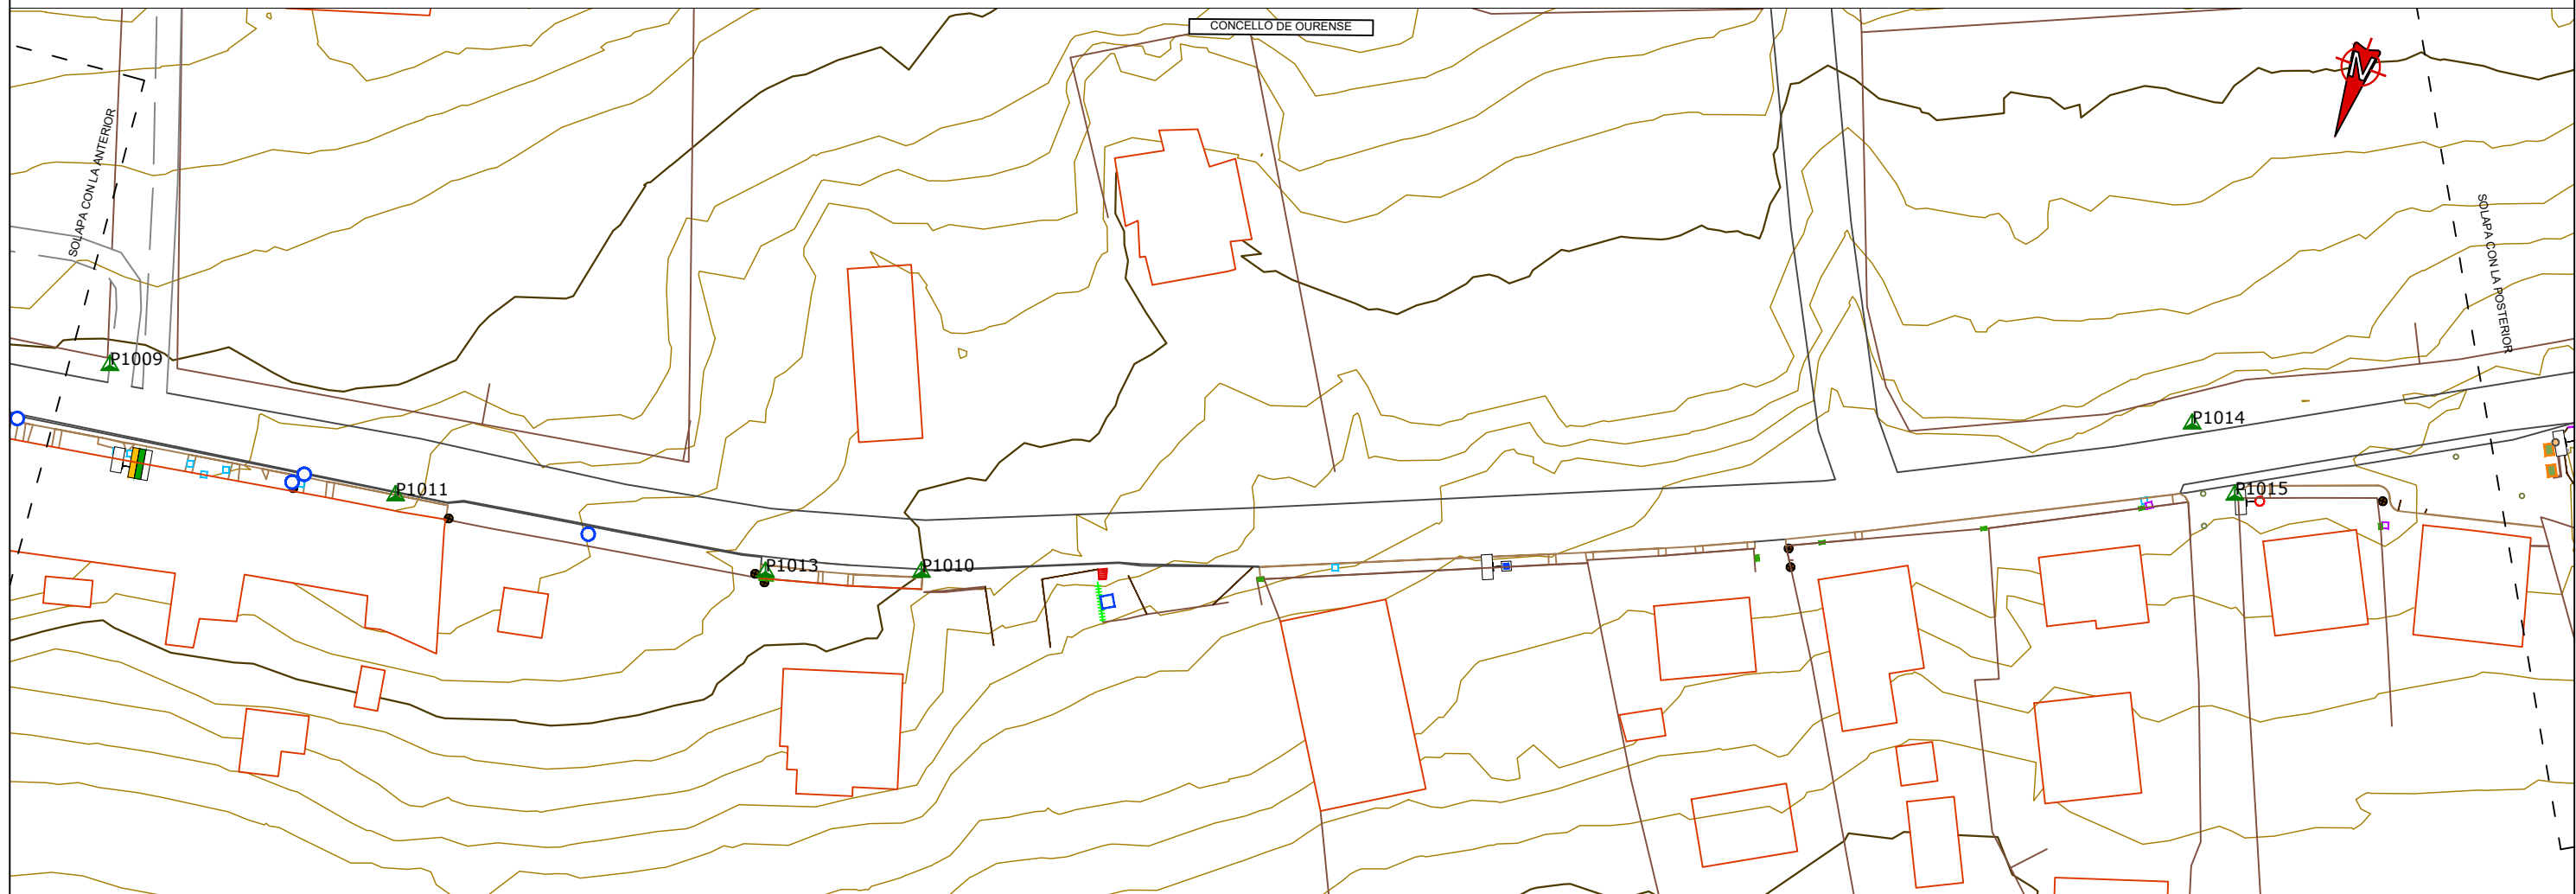 CONCELLO DE OURENSE
N
SOLAPA CON LA ANTERIOR
SOLAPA CON LA POSTERIOR
P1009
P1014
P1011
P1015
P1013
P1010